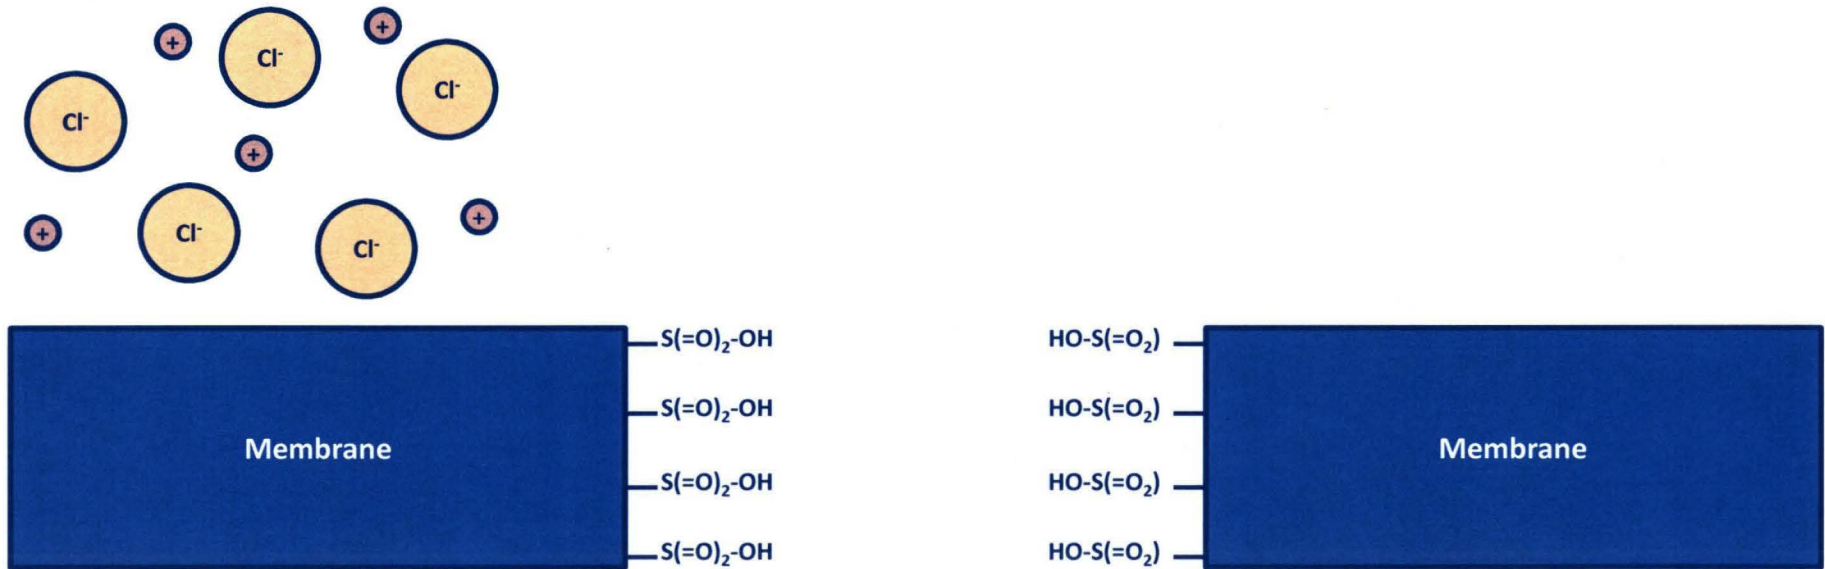 +
Cl⁻
+
Cl⁻
Cl⁻
+
Cl⁻
+
Cl⁻
+
S(=O)₂-OH
HO-S(=O₂)
S(=O)₂-OH
HO-S(=O₂)
Membrane
Membrane
S(=O)₂-OH
HO-S(=O₂)
S(=O)₂-OH
HO-S(=O₂)